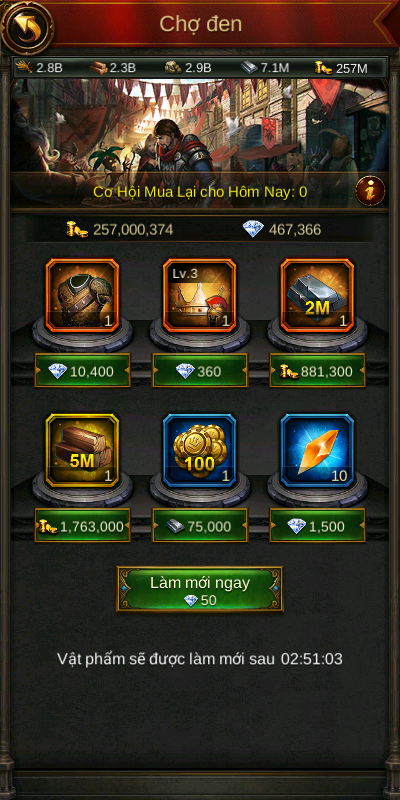 Chợ đen
2.8B 2.3B 2.9B 7.1M 257M
Cơ Hội Mua Lại cho Hôm Nay: 0
i
257,000,374 467,366
1 Lv.3 1 2M 1
10,400 360 881,300
5M 1 100 1 10
1,763,000 75,000 1,500
Làm mới ngay
50
Vật phẩm sẽ được làm mới sau 02:51:03